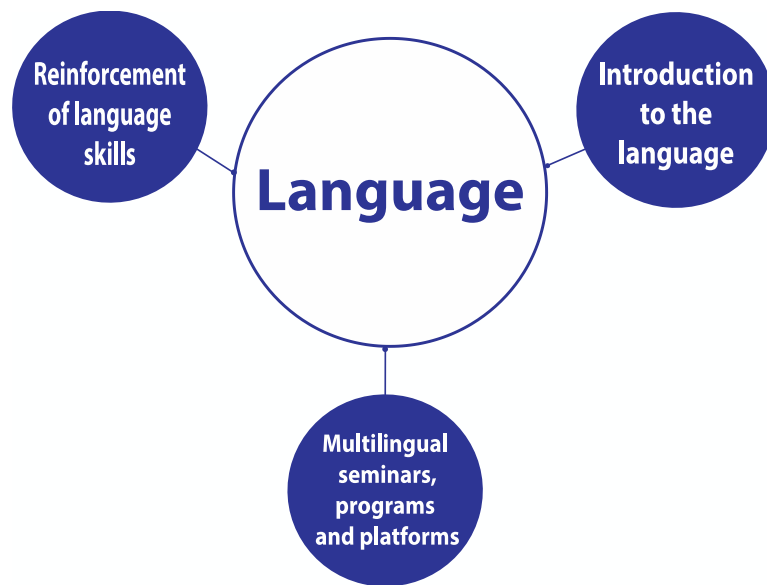 Reinforcement
of language
skills
Language
Introduction
to the
language
Multilingual
seminars,
programs
and platforms